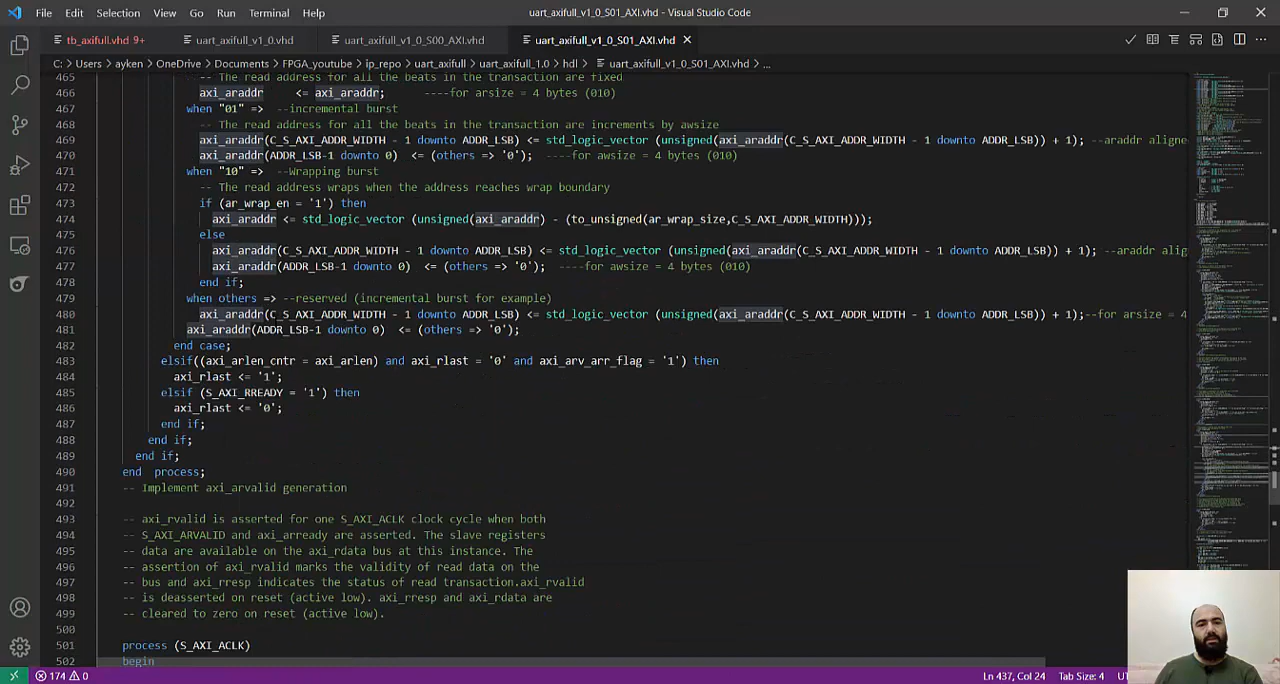 File Edit Selection View Go Run Terminal Help
uart_axifull_v1_0_S01_AXI.vhd - Visual Studio Code
tb_axifull.vhd 9+ uart_axifull_v1_0.vhd uart_axifull_v1_0_S00_AXI.vhd uart_axifull_v1_0_S01_AXI.vhd
C: > Users > ayken > OneDrive > Documents > FPGA_youtube > ip_repo > uart_axifull > uart_axifull_1.0 > hdl > uart_axifull_v1_0_S01_AXI.vhd > ...
465 -- The read address for all the beats in the transaction are fixed
466 axi_araddr <= axi_araddr; ----for arsize = 4 bytes (010)
467 when "01" => --incremental burst
468 -- The read address for all the beats in the transaction are increments by awsize
469 axi_araddr(C_S_AXI_ADDR_WIDTH - 1 downto ADDR_LSB) <= std_logic_vector (unsigned(axi_araddr(C_S_AXI_ADDR_WIDTH - 1 downto ADDR_LSB)) + 1); --araddr aligne
470 axi_araddr(ADDR_LSB-1 downto 0) <= (others => '0'); ----for awsize = 4 bytes (010)
471 when "10" => --Wrapping burst
472 -- The read address wraps when the address reaches wrap boundary
473 if (ar_wrap_en = '1') then
474 axi_araddr <= std_logic_vector (unsigned(axi_araddr) - (to_unsigned(ar_wrap_size,C_S_AXI_ADDR_WIDTH)));
475 else
476 axi_araddr(C_S_AXI_ADDR_WIDTH - 1 downto ADDR_LSB) <= std_logic_vector (unsigned(axi_araddr(C_S_AXI_ADDR_WIDTH - 1 downto ADDR_LSB)) + 1); --araddr alig
477 axi_araddr(ADDR_LSB-1 downto 0) <= (others => '0'); ----for awsize = 4 bytes (010)
478 end if;
479 when others => --reserved (incremental burst for example)
480 axi_araddr(C_S_AXI_ADDR_WIDTH - 1 downto ADDR_LSB) <= std_logic_vector (unsigned(axi_araddr(C_S_AXI_ADDR_WIDTH - 1 downto ADDR_LSB)) + 1);--for arsize = 4
481 axi_araddr(ADDR_LSB-1 downto 0) <= (others => '0');
482 end case;
483 elsif((axi_arlen_cntr = axi_arlen) and axi_rlast = '0' and axi_arv_arr_flag = '1') then
484 axi_rlast <= '1';
485 elsif (S_AXI_RREADY = '1') then
486 axi_rlast <= '0';
487 end if;
488 end if;
489 end if;
490 end process;
491 -- Implement axi_arvalid generation
492
493 -- axi_rvalid is asserted for one S_AXI_ACLK clock cycle when both
494 -- S_AXI_ARVALID and axi_arready are asserted. The slave registers
495 -- data are available on the axi_rdata bus at this instance. The
496 -- assertion of axi_rvalid marks the validity of read data on the
497 -- bus and axi_rresp indicates the status of read transaction.axi_rvalid
498 -- is deasserted on reset (active low). axi_rresp and axi_rdata are
499 -- cleared to zero on reset (active low).
500
501 process (S_AXI_ACLK)
502 begin
174 0 Ln 437, Col 24 Tab Size: 4